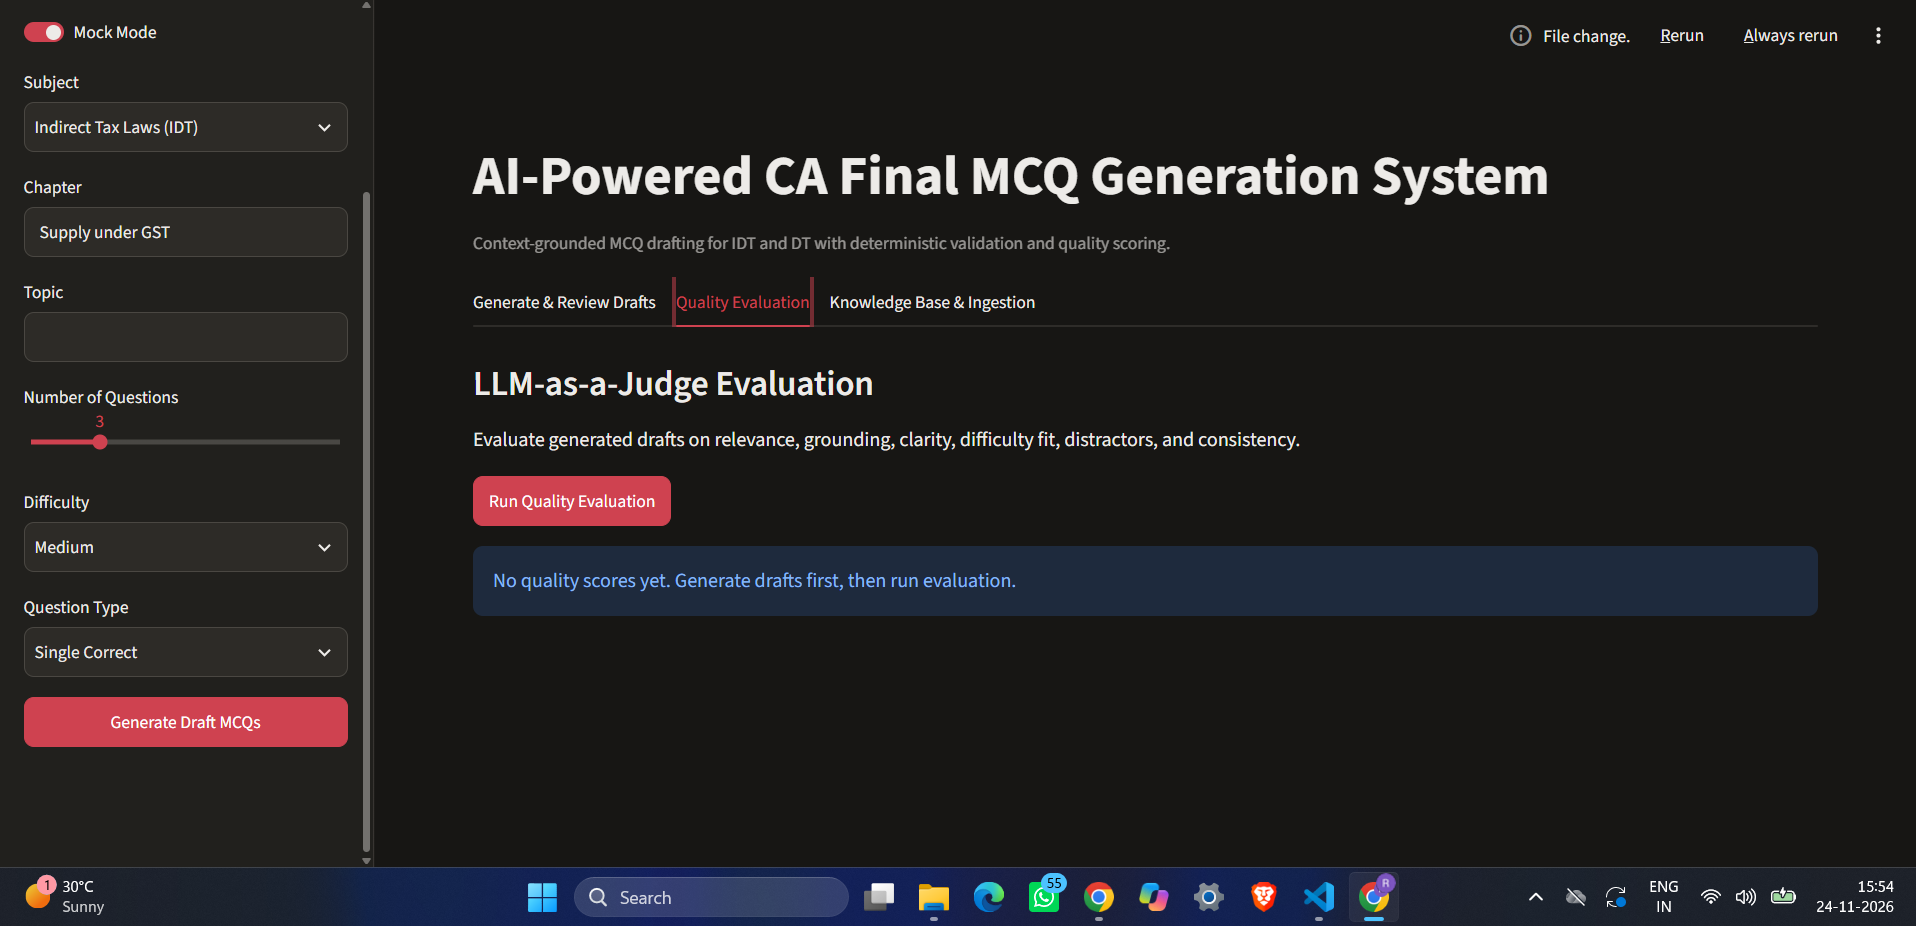 Mock Mode
Subject
Indirect Tax Laws (IDT)
Chapter
Supply under GST
Topic
Number of Questions
3
Difficulty
Medium
Question Type
Single Correct
Generate Draft MCQs
File change.
Rerun
Always rerun
AI-Powered CA Final MCQ Generation System
Context-grounded MCQ drafting for IDT and DT with deterministic validation and quality scoring.
Generate & Review Drafts
Quality Evaluation
Knowledge Base & Ingestion
LLM-as-a-Judge Evaluation
Evaluate generated drafts on relevance, grounding, clarity, difficulty fit, distractors, and consistency.
Run Quality Evaluation
No quality scores yet. Generate drafts first, then run evaluation.
1
30°C
Sunny
Search
55
R
ENG
IN
15:54
24-11-2026